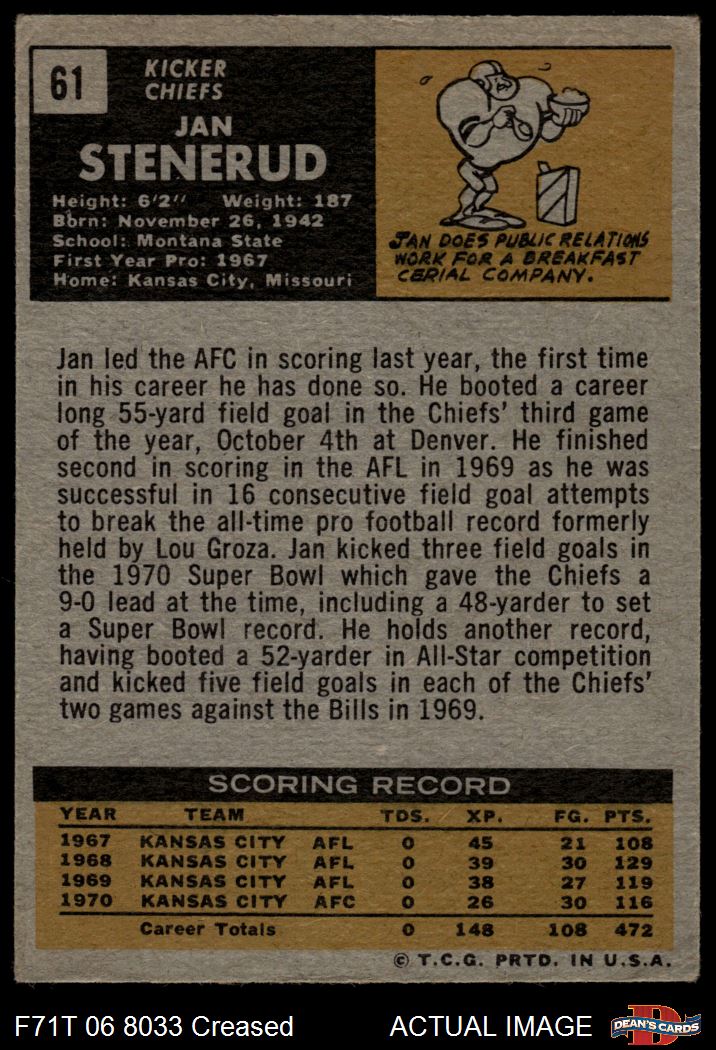 61
KICKER
CHIEFS
JAN
STENERUD
Height: 6'2" Weight: 187
Born: November 26, 1942
School: Montana State
First Year Pro: 1967
Home: Kansas City, Missouri
JAN DOES PUBLIC RELATIONS
WORK FOR A BREAKFAST
CERIAL COMPANY.
Jan led the AFC in scoring last year, the first time
in his career he has done so. He booted a career
long 55-yard field goal in the Chiefs' third game
of the year, October 4th at Denver. He finished
second in scoring in the AFL in 1969 as he was
successful in 16 consecutive field goal attempts
to break the all-time pro football record formerly
held by Lou Groza. Jan kicked three field goals in
the 1970 Super Bowl which gave the Chiefs a
9-0 lead at the time, including a 48-yarder to set
a Super Bowl record. He holds another record,
having booted a 52-yarder in All-Star competition
and kicked five field goals in each of the Chiefs'
two games against the Bills in 1969.
SCORING RECORD
YEAR TEAM TDS. XP. FG. PTS.
1967 KANSAS CITY AFL 0 45 21 108
1968 KANSAS CITY AFL 0 39 30 129
1969 KANSAS CITY AFL 0 38 27 119
1970 KANSAS CITY AFC 0 26 30 116
Career Totals 0 148 108 472
© T.C.G. PRTD. IN U.S.A.
F71T 06 8033 Creased ACTUAL IMAGE
D
DEAN'S CARDS